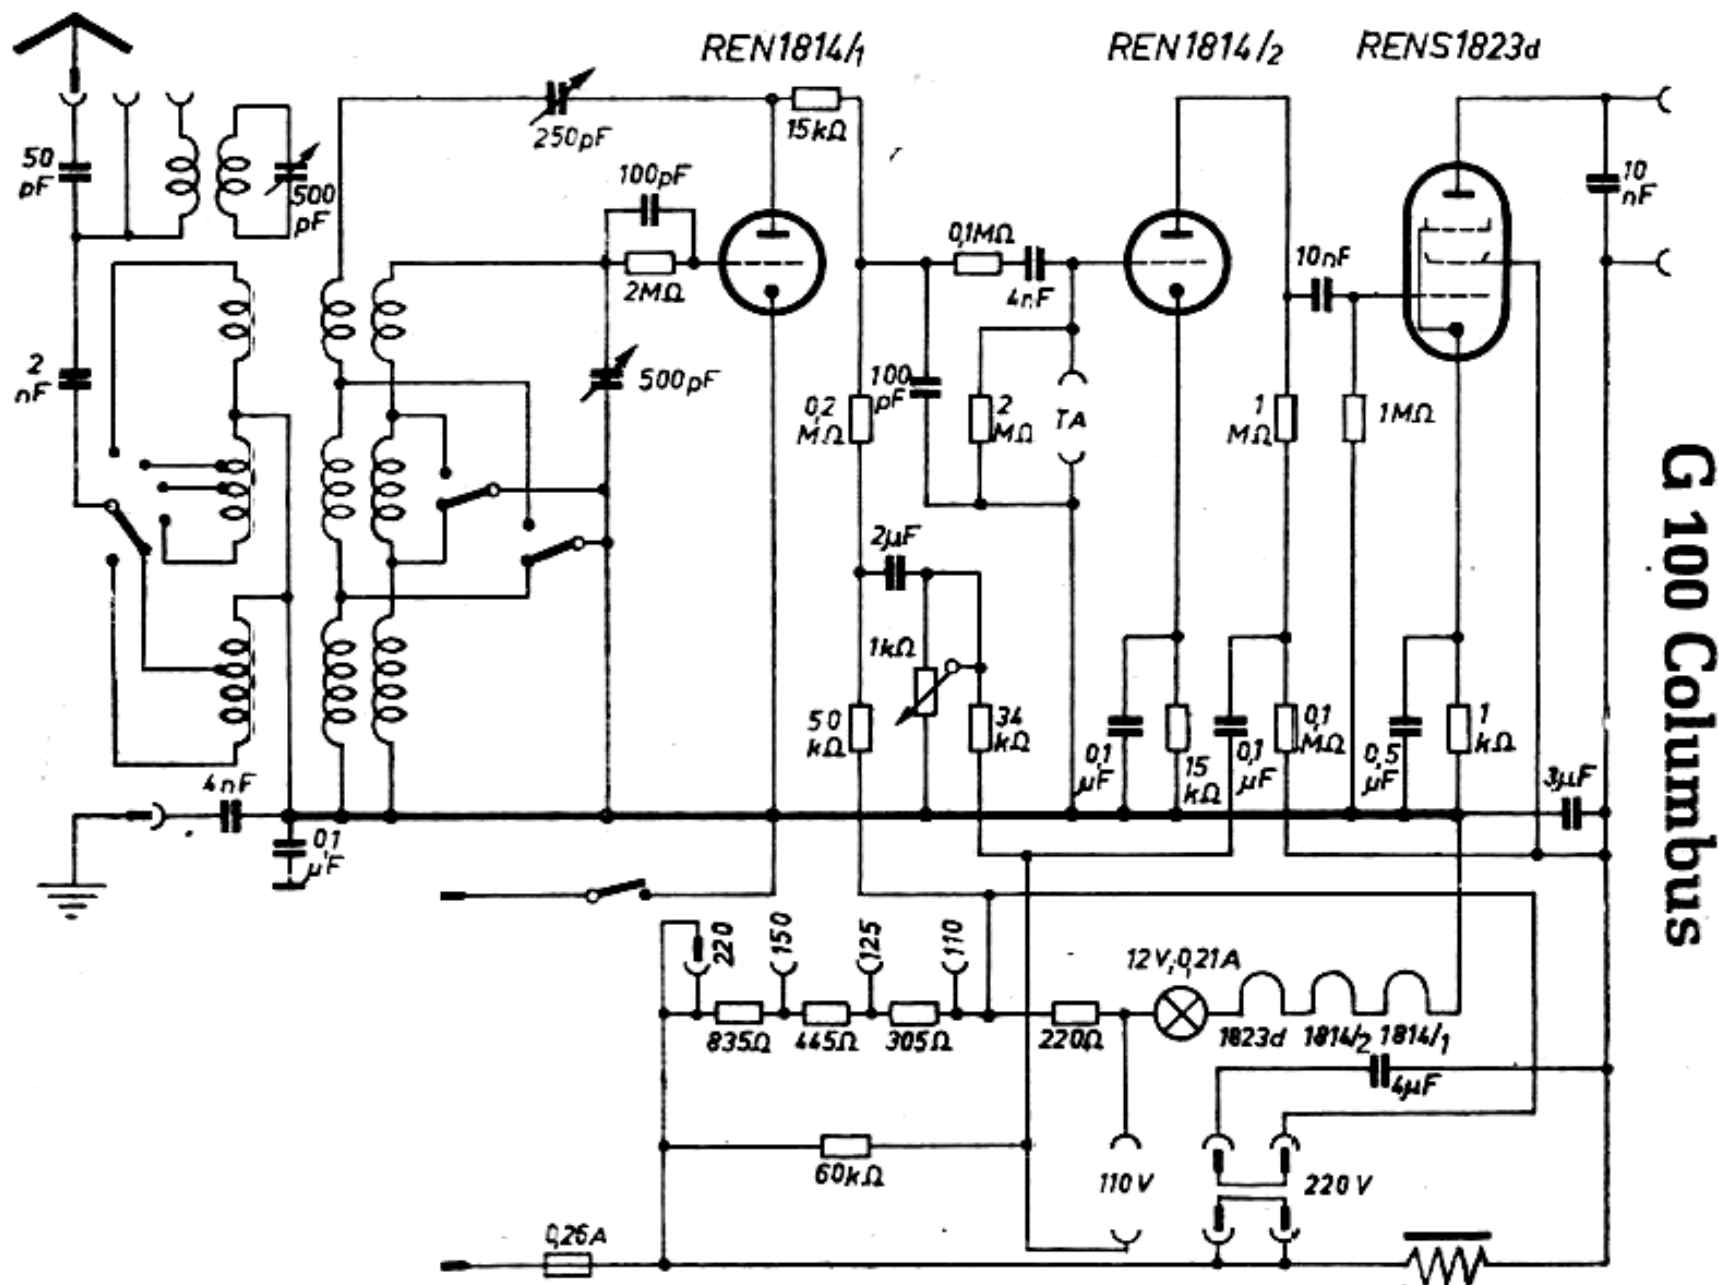 REN1814/1
REN1814/2
RENS1823d
250pF
15kΩ
50
pF
500
pF
100pF
2MΩ
0,1MΩ
4nF
10nF
10
nF
2
nF
500pF
0,2
MΩ
100
pF
2
MΩ
TA
1
MΩ
1MΩ
G 100 Columbus
2µF
1kΩ
50
kΩ
34
kΩ
0,1
µF
15
kΩ
0,1
µF
0,1
MΩ
0,5
µF
1
kΩ
3µF
4nF
01
µF
220
150
125
110
12V,0,21A
835Ω
445Ω
305Ω
220Ω
1823d
1814/2
1814/1
4µF
60kΩ
110V
220V
0,26A